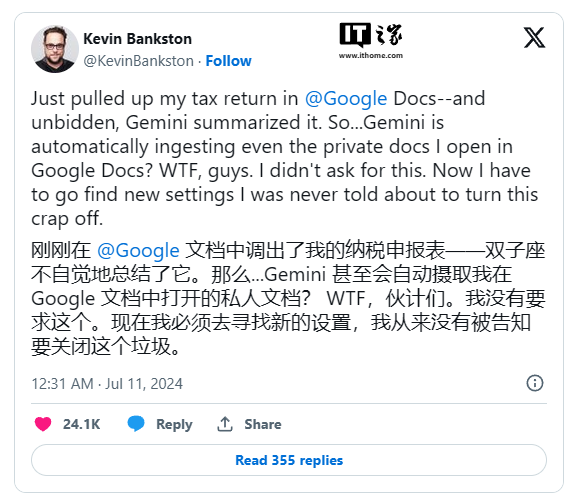 Kevin Bankston
@KevinBankston · Follow
IT之家
www.ithome.com
Just pulled up my tax return in @Google Docs--and
unbidden, Gemini summarized it. So...Gemini is
automatically ingesting even the private docs I open in
Google Docs? WTF, guys. I didn't ask for this. Now I have
to go find new settings I was never told about to turn this
crap off.
刚刚在 @Google 文档中调出了我的纳税申报表——双子座
不自觉地总结了它。那么...Gemini 甚至会自动摄取我在
Google 文档中打开的私人文档？ WTF，伙计们。我没有要
求这个。现在我必须去寻找新的设置，我从来没有被告知
要关闭这个垃圾。
12:31 AM · Jul 11, 2024
24.1K Reply Share
Read 355 replies